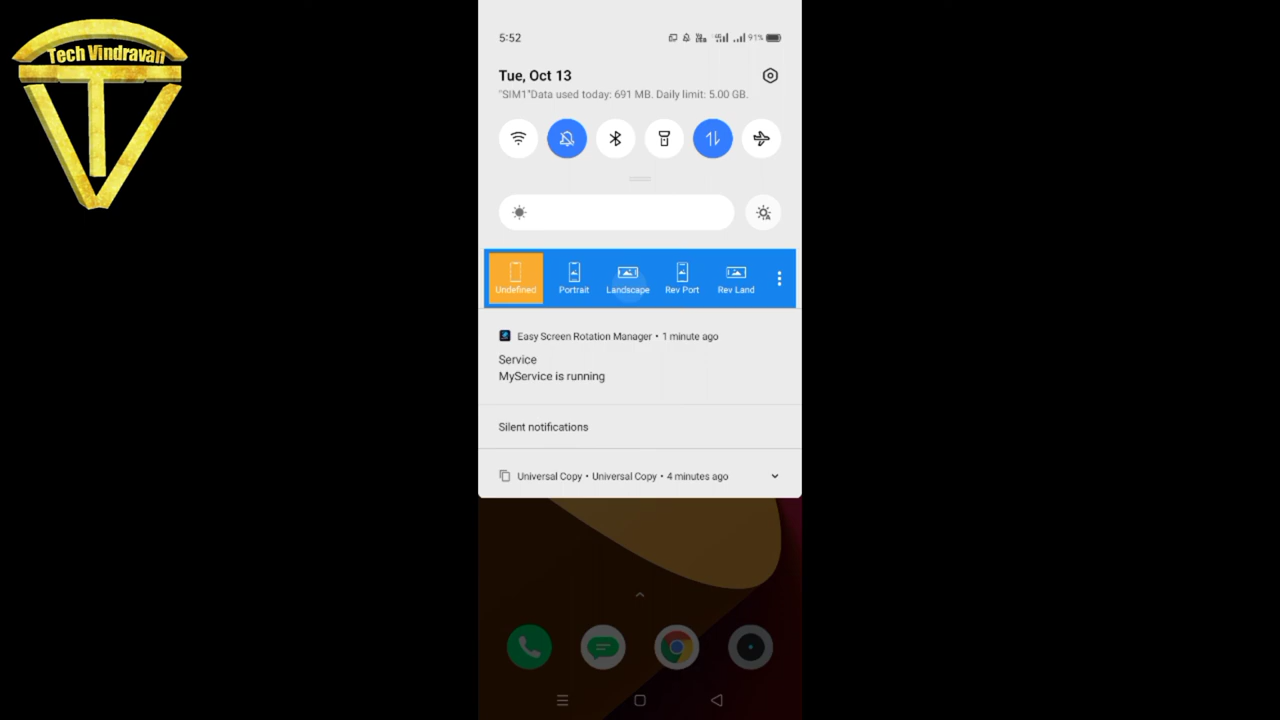 Tech Vindravan
5:52
91%
Tue, Oct 13
"SIM1"Data used today: 691 MB. Daily limit: 5.00 GB.
Undefined
Portrait
Landscape
Rev Port
Rev Land
Easy Screen Rotation Manager • 1 minute ago
Service
MyService is running
Silent notifications
Universal Copy • Universal Copy • 4 minutes ago